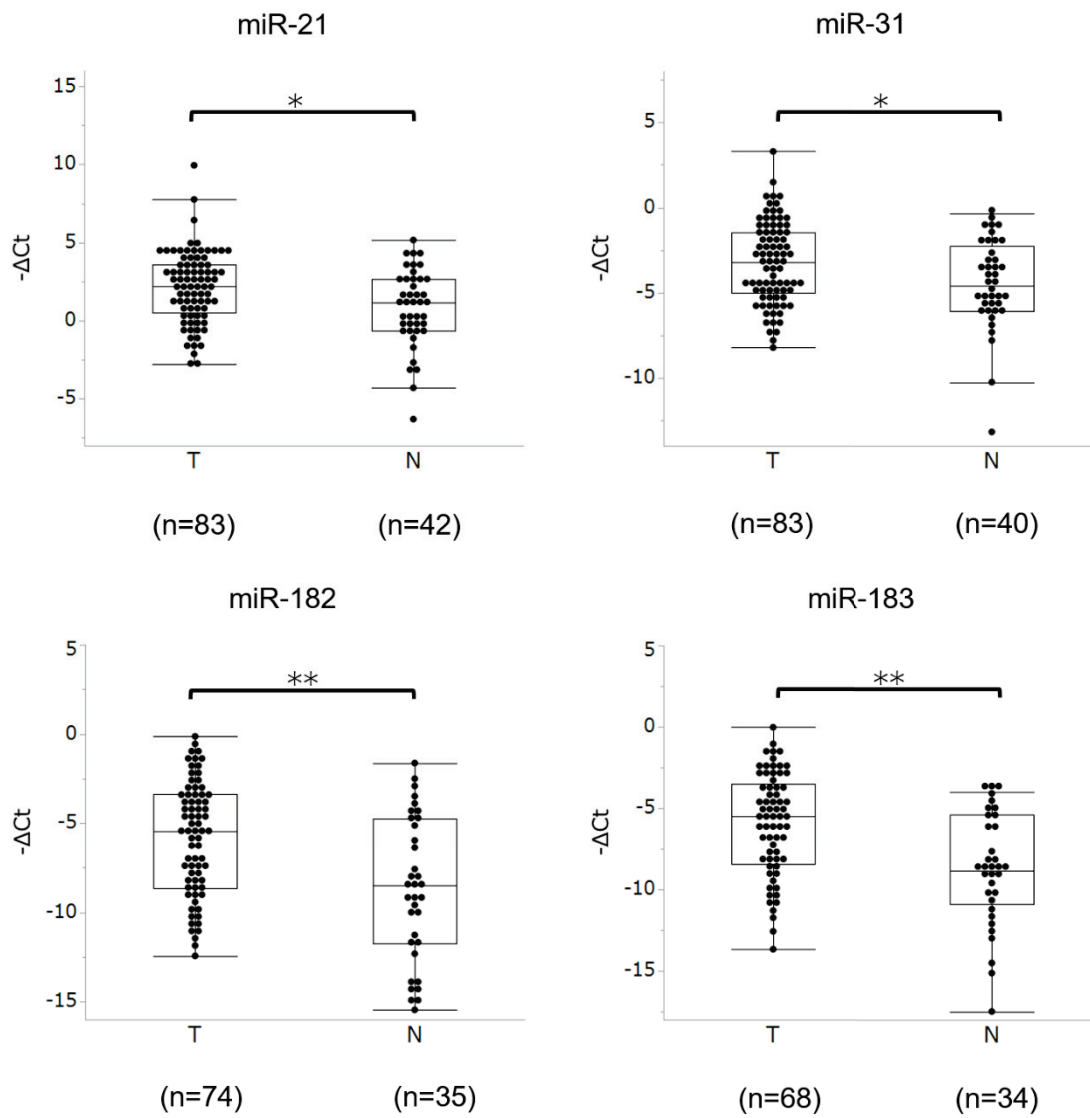 miR-21
15
10
5
0
-5
-ΔCt
*
T N
(n=83) (n=42)
miR-31
5
0
-5
-10
-ΔCt
*
T N
(n=83) (n=40)
miR-182
5
0
-5
-10
-15
-ΔCt
**
T N
(n=74) (n=35)
miR-183
5
0
-5
-10
-15
-ΔCt
**
T N
(n=68) (n=34)